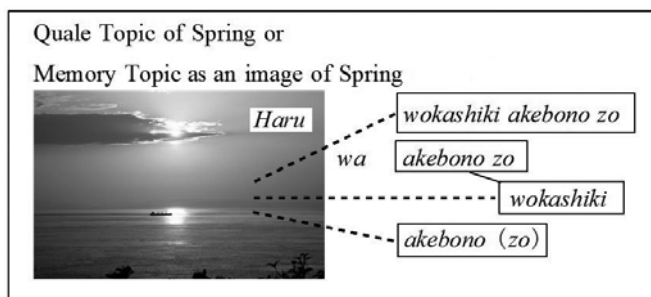 Quale Topic of Spring or
Memory Topic as an image of Spring
Haru
wokashiki akebono zo
wa
akebono zo
wokashiki
akebono（zo）